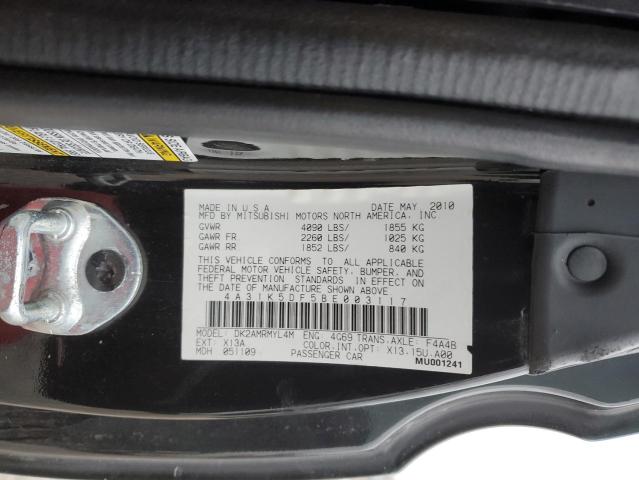 MADE IN U S A DATE MAY. 2010
MFD BY MITSUBISHI MOTORS NORTH AMERICA, INC
GVWR 4090 LBS/ 1855 KG
GAWR FR 2260 LBS/ 1025 KG
GAWR RR 1852 LBS/ 840 KG
THIS VEHICLE CONFORMS TO ALL APPLICABLE
FEDERAL MOTOR VEHICLE SAFETY, BUMPER, AND
THEFT PREVENTION STANDARDS IN EFFECT ON
THE DATE OF MANUFACTURE SHOWN ABOVE
4A31K5DF5BE003117
MODEL: DK2AMRMYL4M ENG: 4G69 TRANS.AXLE: F4A4B
EXT: X13A COLOR.INT.OPT: X13.15U.A00
MDH 051109 PASSENGER CAR
MU001241